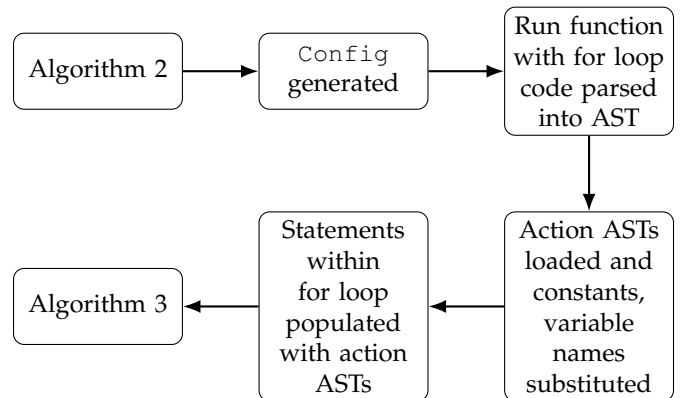 Algorithm 2
Config
generated
Run function
with for loop
code parsed
into AST
Action ASTs
loaded and
constants,
variable
names
substituted
Statements
within
for loop
populated
with action
ASTs
Algorithm 3